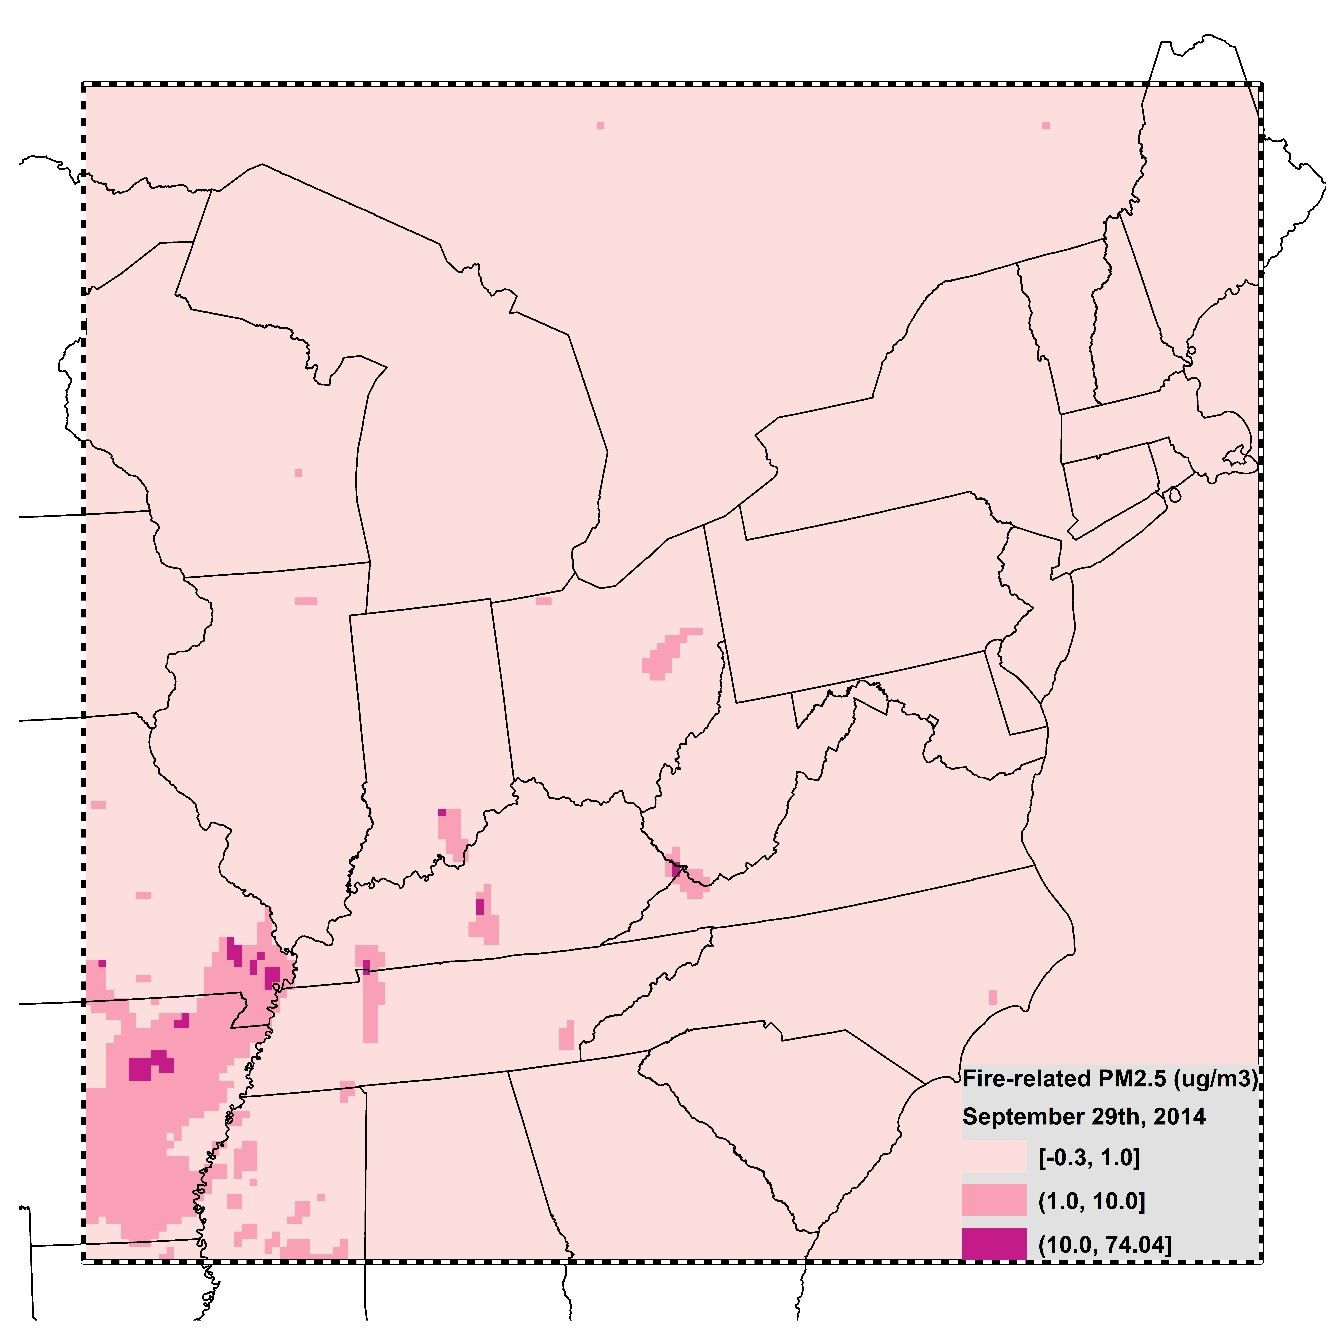 Fire-related PM2.5 (ug/m3)
September 29th, 2014
[-0.3, 1.0]
(1.0, 10.0]
(10.0, 74.04]